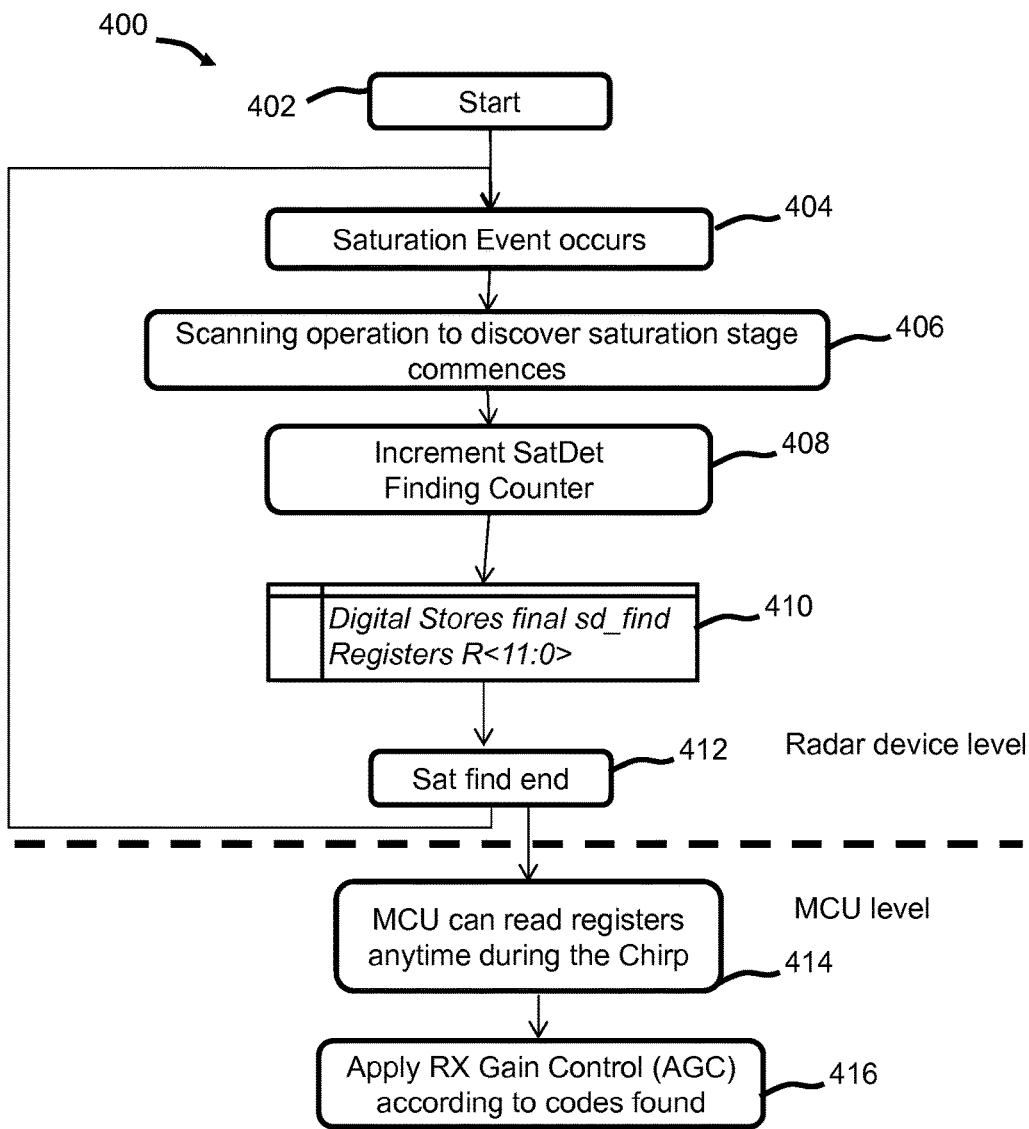 400
402
Start
404
Saturation Event occurs
406
Scanning operation to discover saturation stage
commences
408
Increment SatDet
Finding Counter
410
Digital Stores final sd_find
Registers R<11:0>
412
Sat find end
Radar device level
MCU level
MCU can read registers
anytime during the Chirp
414
Apply RX Gain Control (AGC)
according to codes found
416